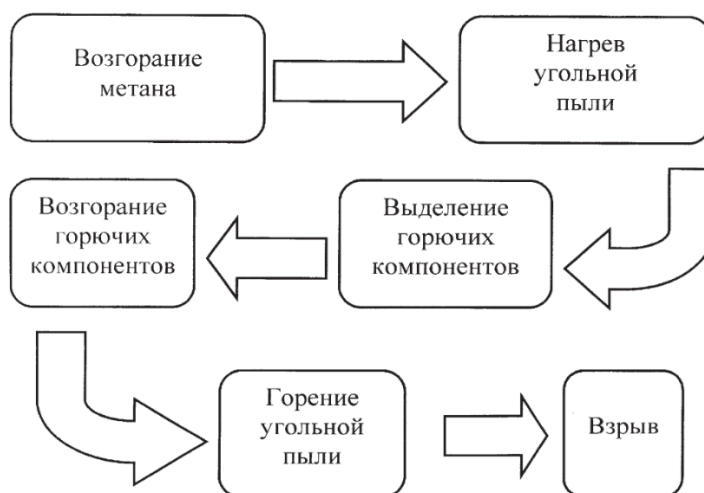 Возгорание
метана
Нагрев
угольной
пыли
Выделение
горючих
компонентов
Возгорание
горючих
компонентов
Горение
угольной
пыли
Взрыв